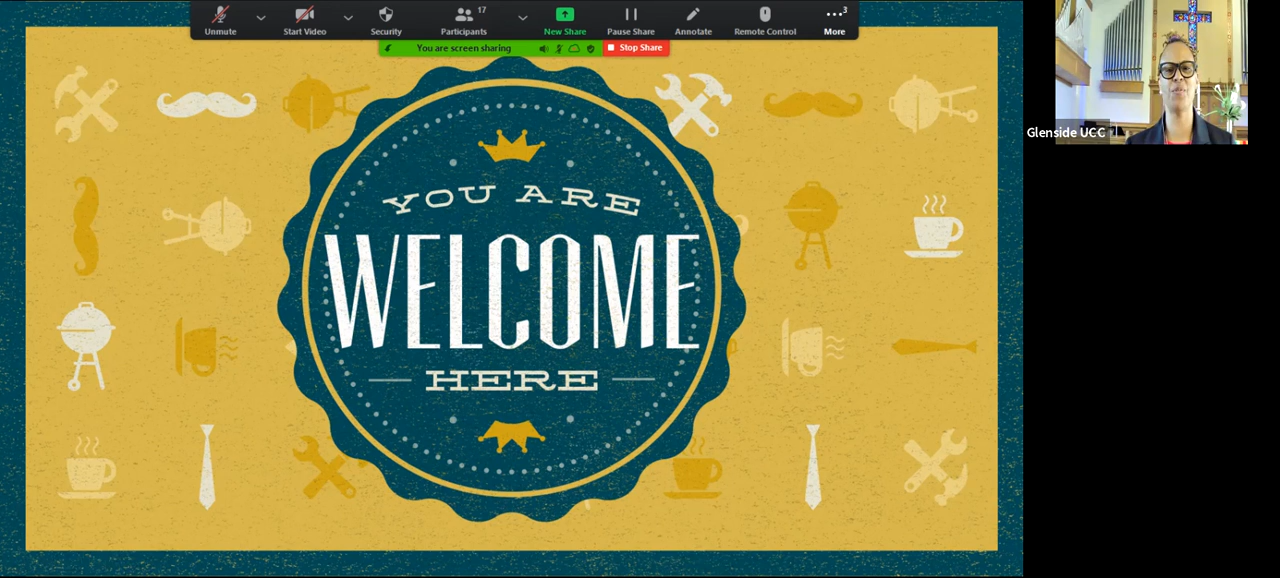 17
3
Unmute
Start Video
Security
Participants
New Share
Pause Share
Annotate
Remote Control
More
You are screen sharing
Stop Share
Glenside UCC
YOU ARE
WELCOME
HERE